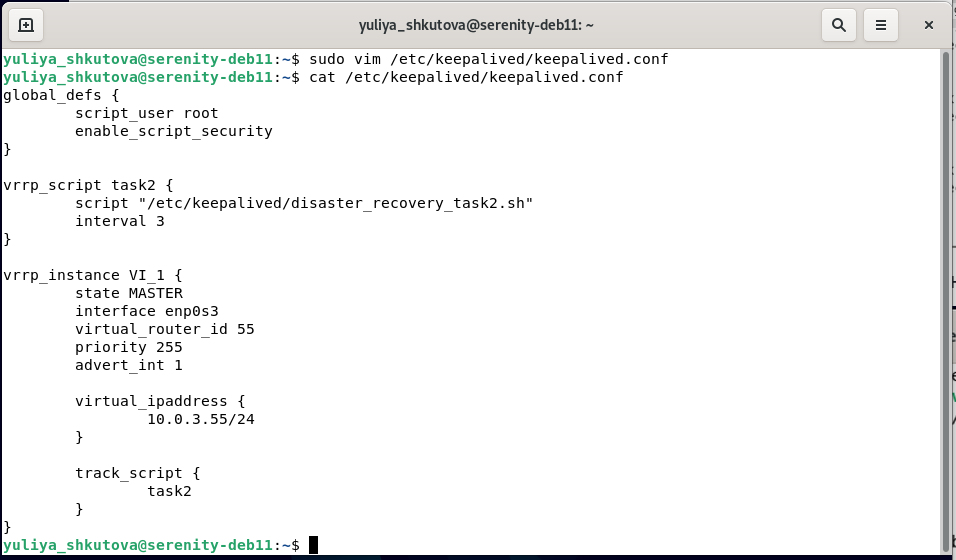 yuliya_shkutova@serenity-deb11: ~
yuliya_shkutova@serenity-deb11:~$ sudo vim /etc/keepalived/keepalived.conf
yuliya_shkutova@serenity-deb11:~$ cat /etc/keepalived/keepalived.conf
global_defs {
        script_user root
        enable_script_security
}

vrrp_script task2 {
        script "/etc/keepalived/disaster_recovery_task2.sh"
        interval 3
}

vrrp_instance VI_1 {
        state MASTER
        interface enp0s3
        virtual_router_id 55
        priority 255
        advert_int 1

        virtual_ipaddress {
                10.0.3.55/24
        }

        track_script {
                task2
        }
}
yuliya_shkutova@serenity-deb11:~$